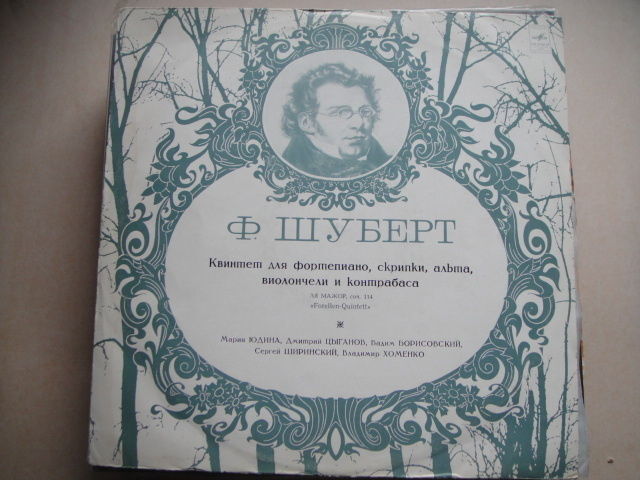 Ф. ШУБЕРТ
Квинтет для фортепиано, скрипки, альта,
виолончели и контрабаса
ЛЯ МАЖОР, соч. 114
«Forellen-Quintett»
Мария ЮДИНА, Дмитрий ЦЫГАНОВ, Вадим БОРИСОВСКИЙ,
Сергей ШИРИНСКИЙ, Владимир ХОМЕНКО